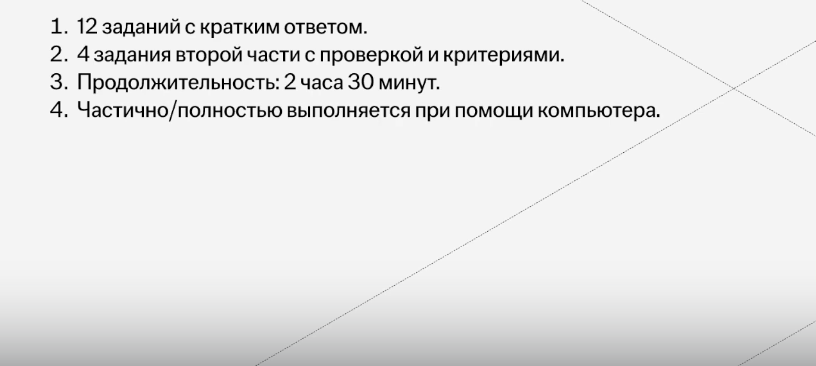 1. 12 заданий с кратким ответом.
2. 4 задания второй части с проверкой и критериями.
3. Продолжительность: 2 часа 30 минут.
4. Частично/полностью выполняется при помощи компьютера.